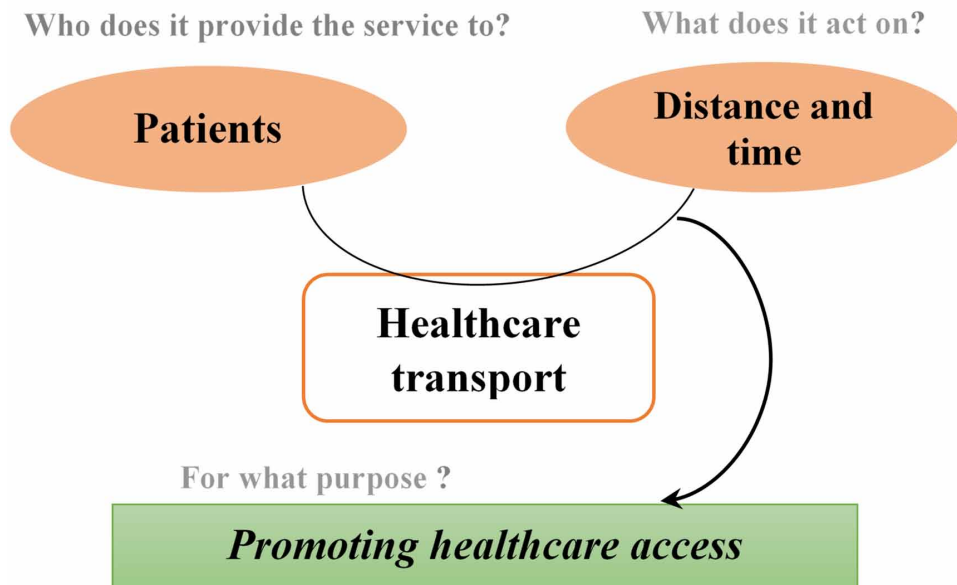 Who does it provide the service to?
What does it act on?
Patients
Distance and
time
Healthcare
transport
For what purpose ?
Promoting healthcare access